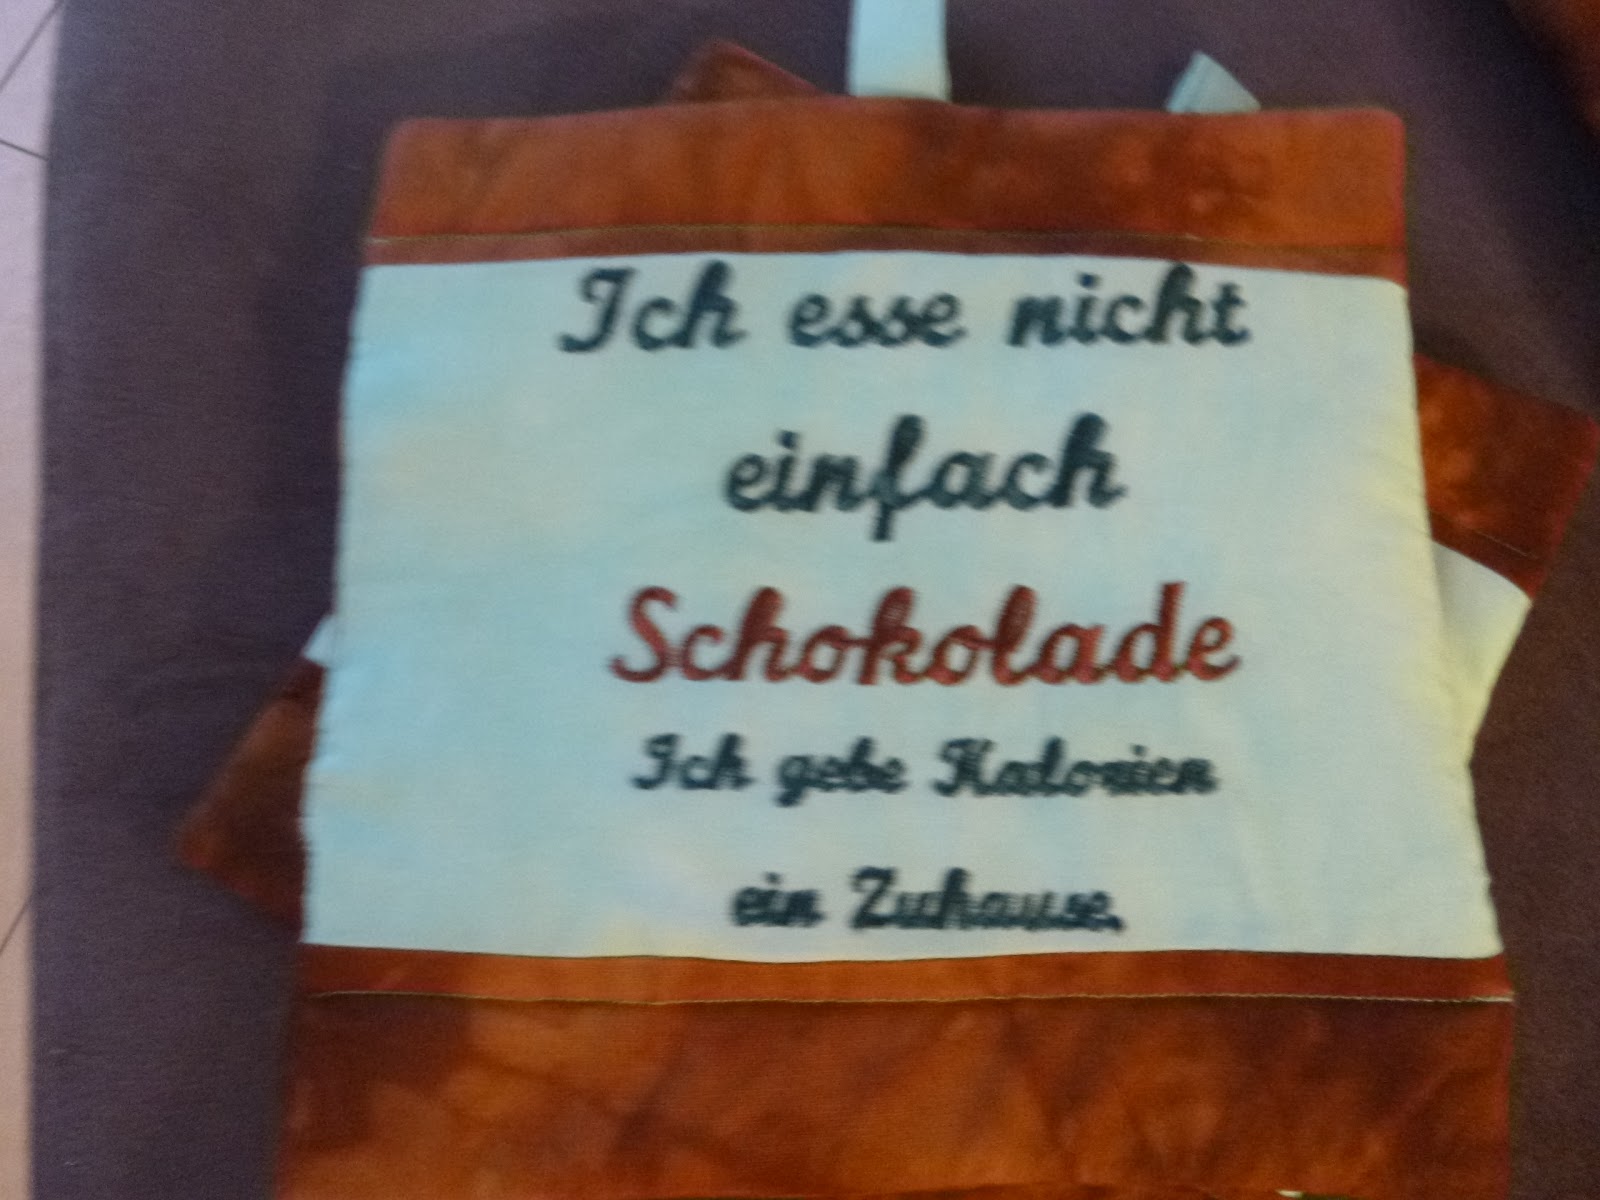 Ich esse nicht
einfach
Schokolade
Ich gebe Kalorien
ein Zuhause.